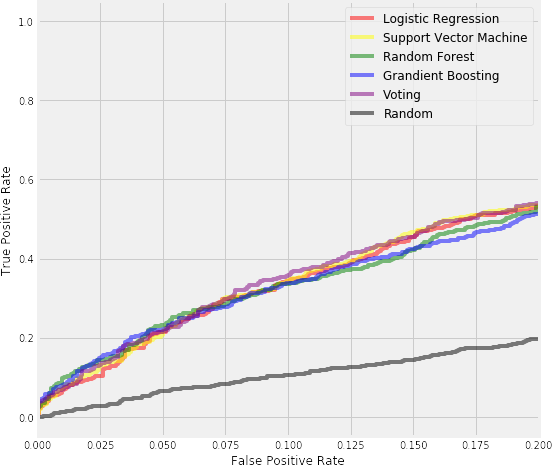 1.0
0.8
0.6
0.4
0.2
0.0
True Positive Rate
Logistic Regression
Support Vector Machine
Random Forest
Grandient Boosting
Voting
Random
0.000 0.025 0.050 0.075 0.100 0.125 0.150 0.175 0.200
False Positive Rate